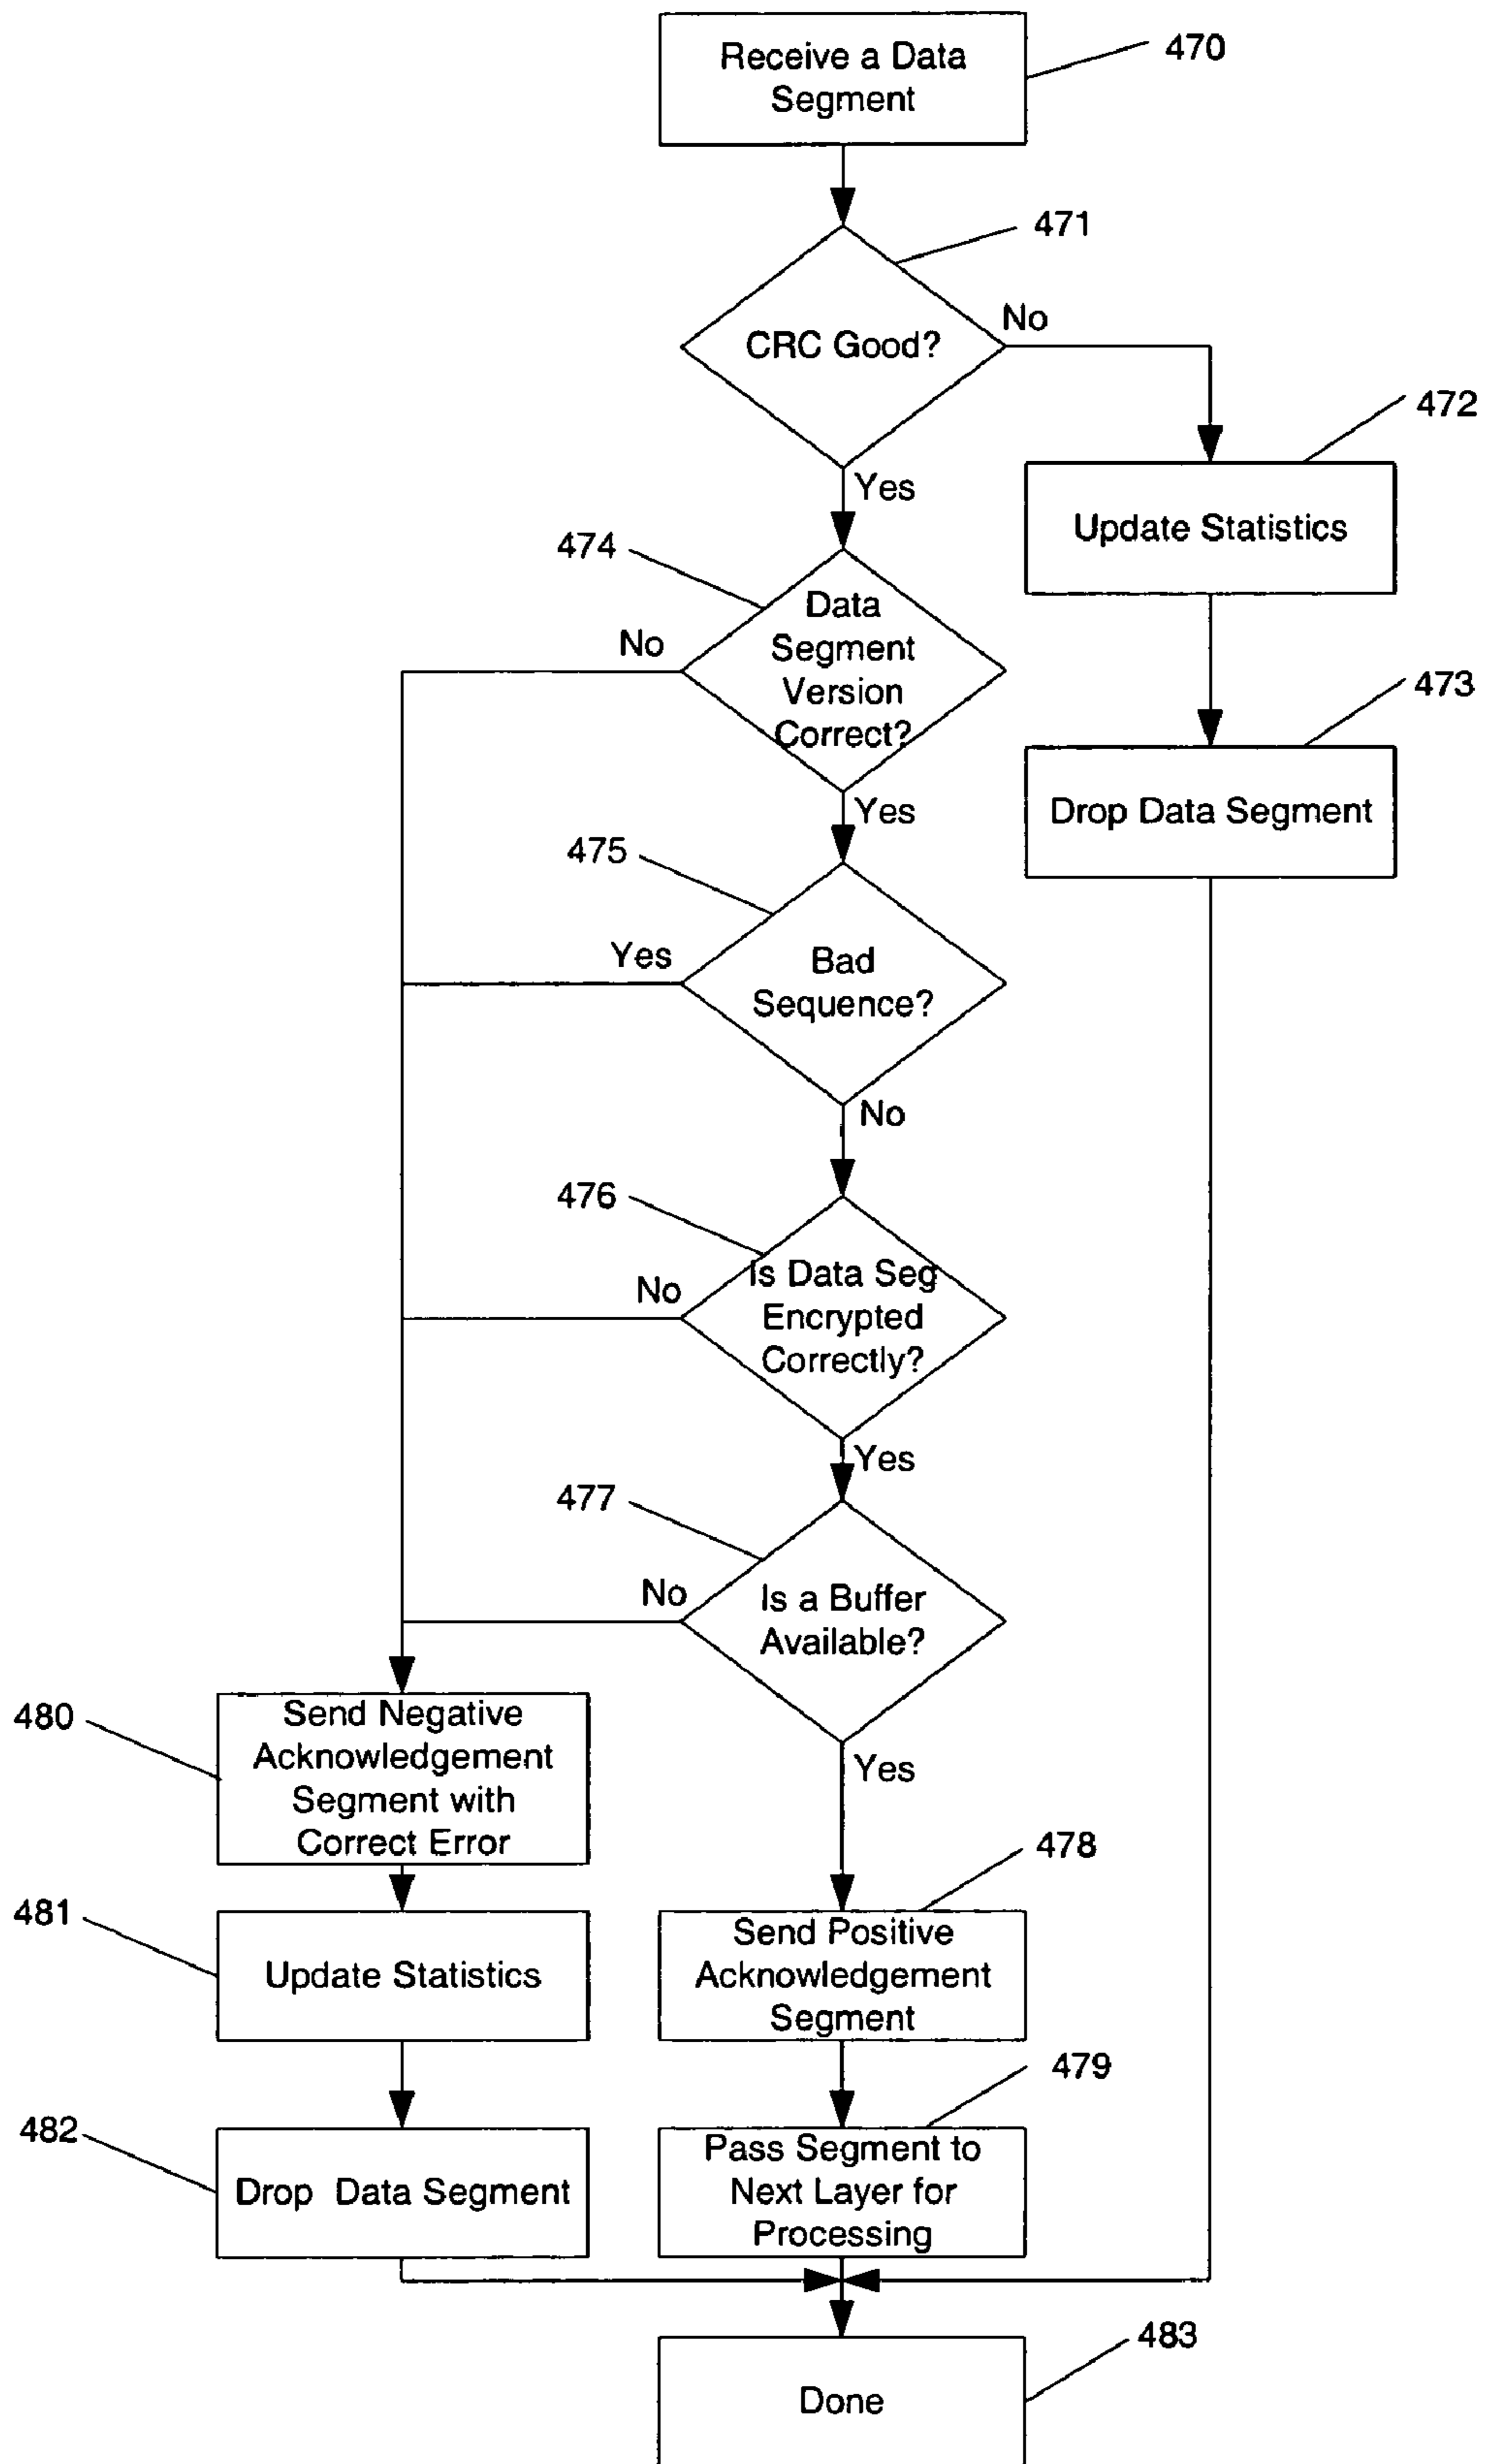 Receive a Data
Segment
470
471
CRC Good?
No
Yes
472
Update Statistics
474
Data
Segment
Version
Correct?
No
Yes
473
Drop Data Segment
475
Yes
Bad
Sequence?
No
476
No
Is Data Seg
Encrypted
Correctly?
Yes
477
No
Is a Buffer
Available?
Yes
480
Send Negative
Acknowledgement
Segment with
Correct Error
478
481
Update Statistics
Send Positive
Acknowledgement
Segment
479
482
Drop Data Segment
Pass Segment to
Next Layer for
Processing
483
Done